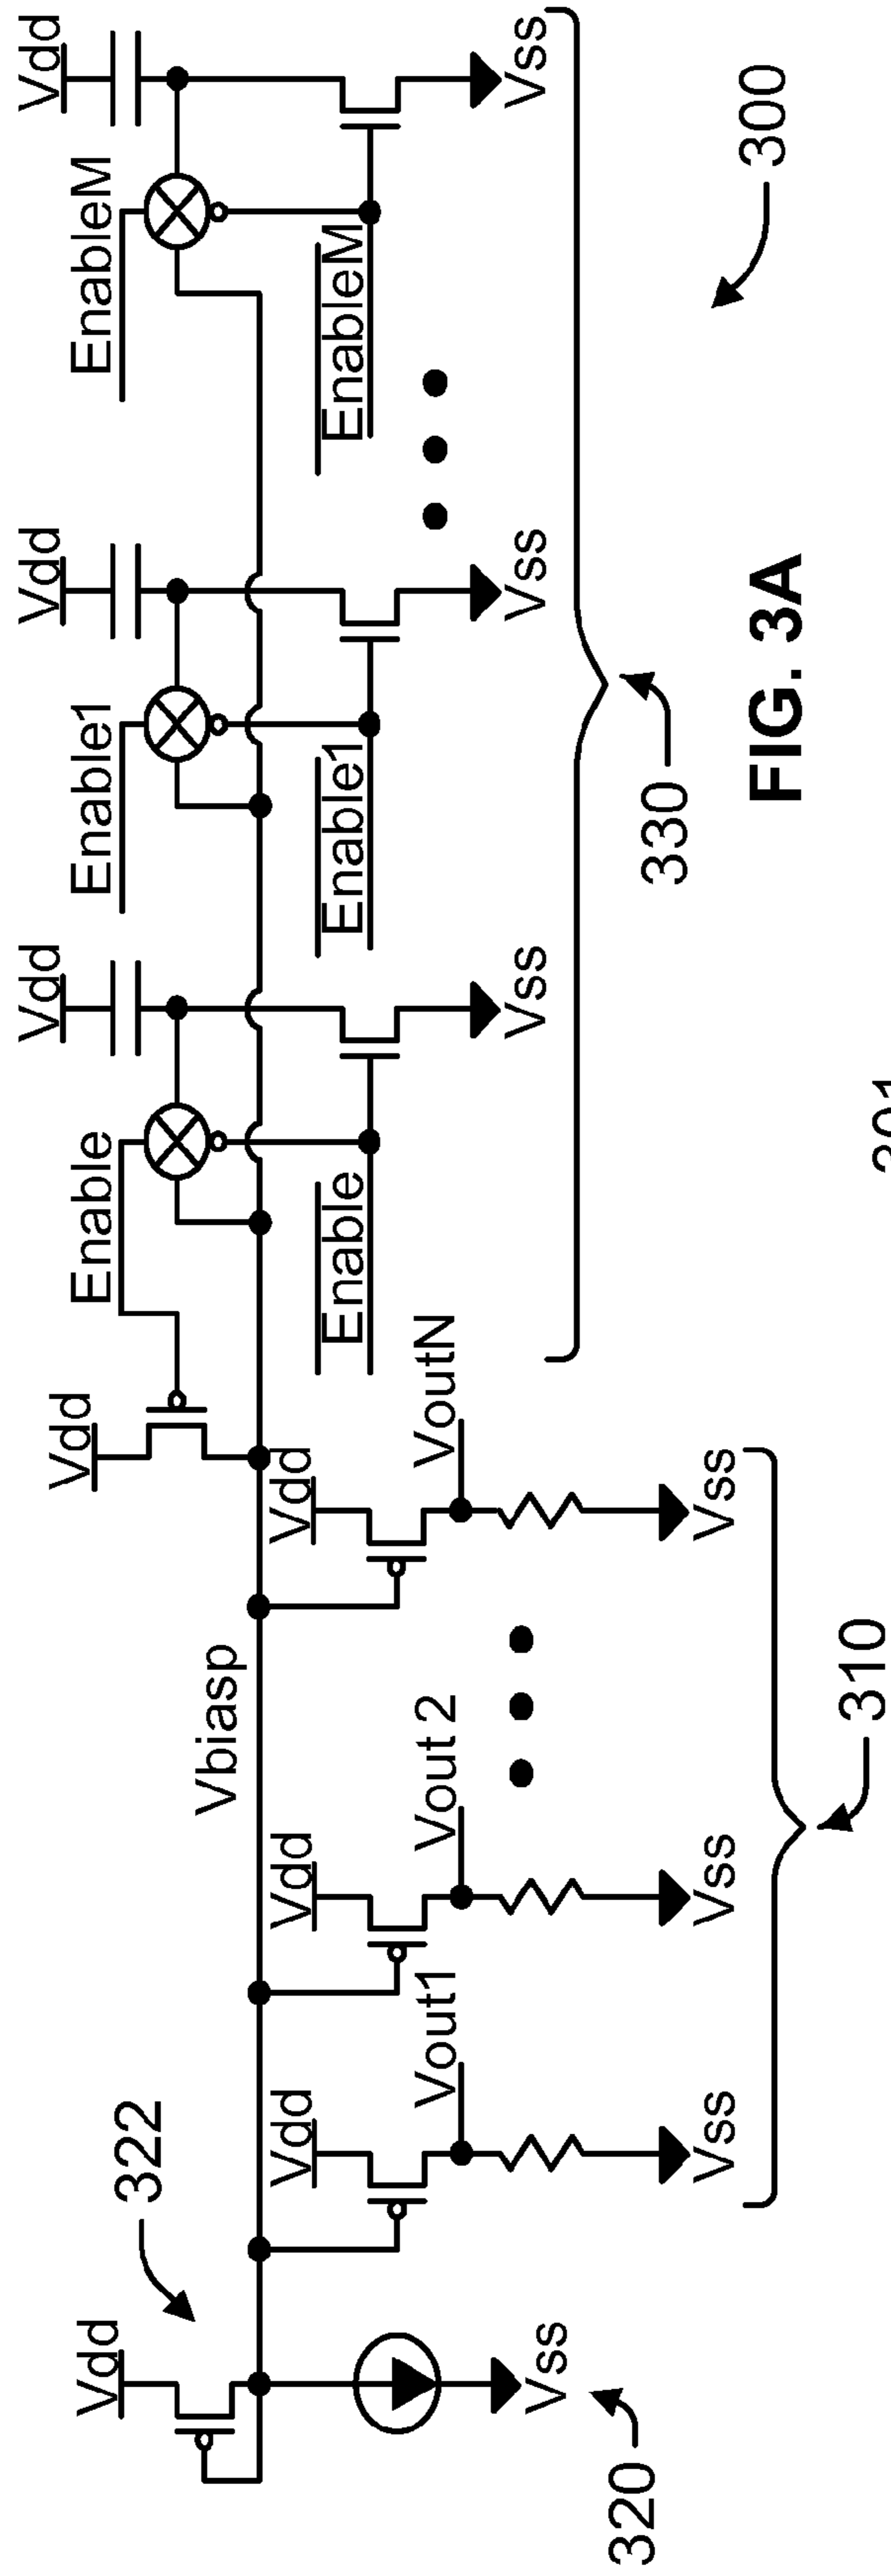 Vdd
Vdd
Vdd
Vdd
Vdd
Enable
Enable1
EnableM
322
Vbiasp
Vdd
Vdd
Vdd
Enable
Enable1
EnableM
Vout1
Vout 2
VoutN
Vss
Vss
Vss
Vss
320
330
Vss
Vss
Vss
300
FIG. 3A
310